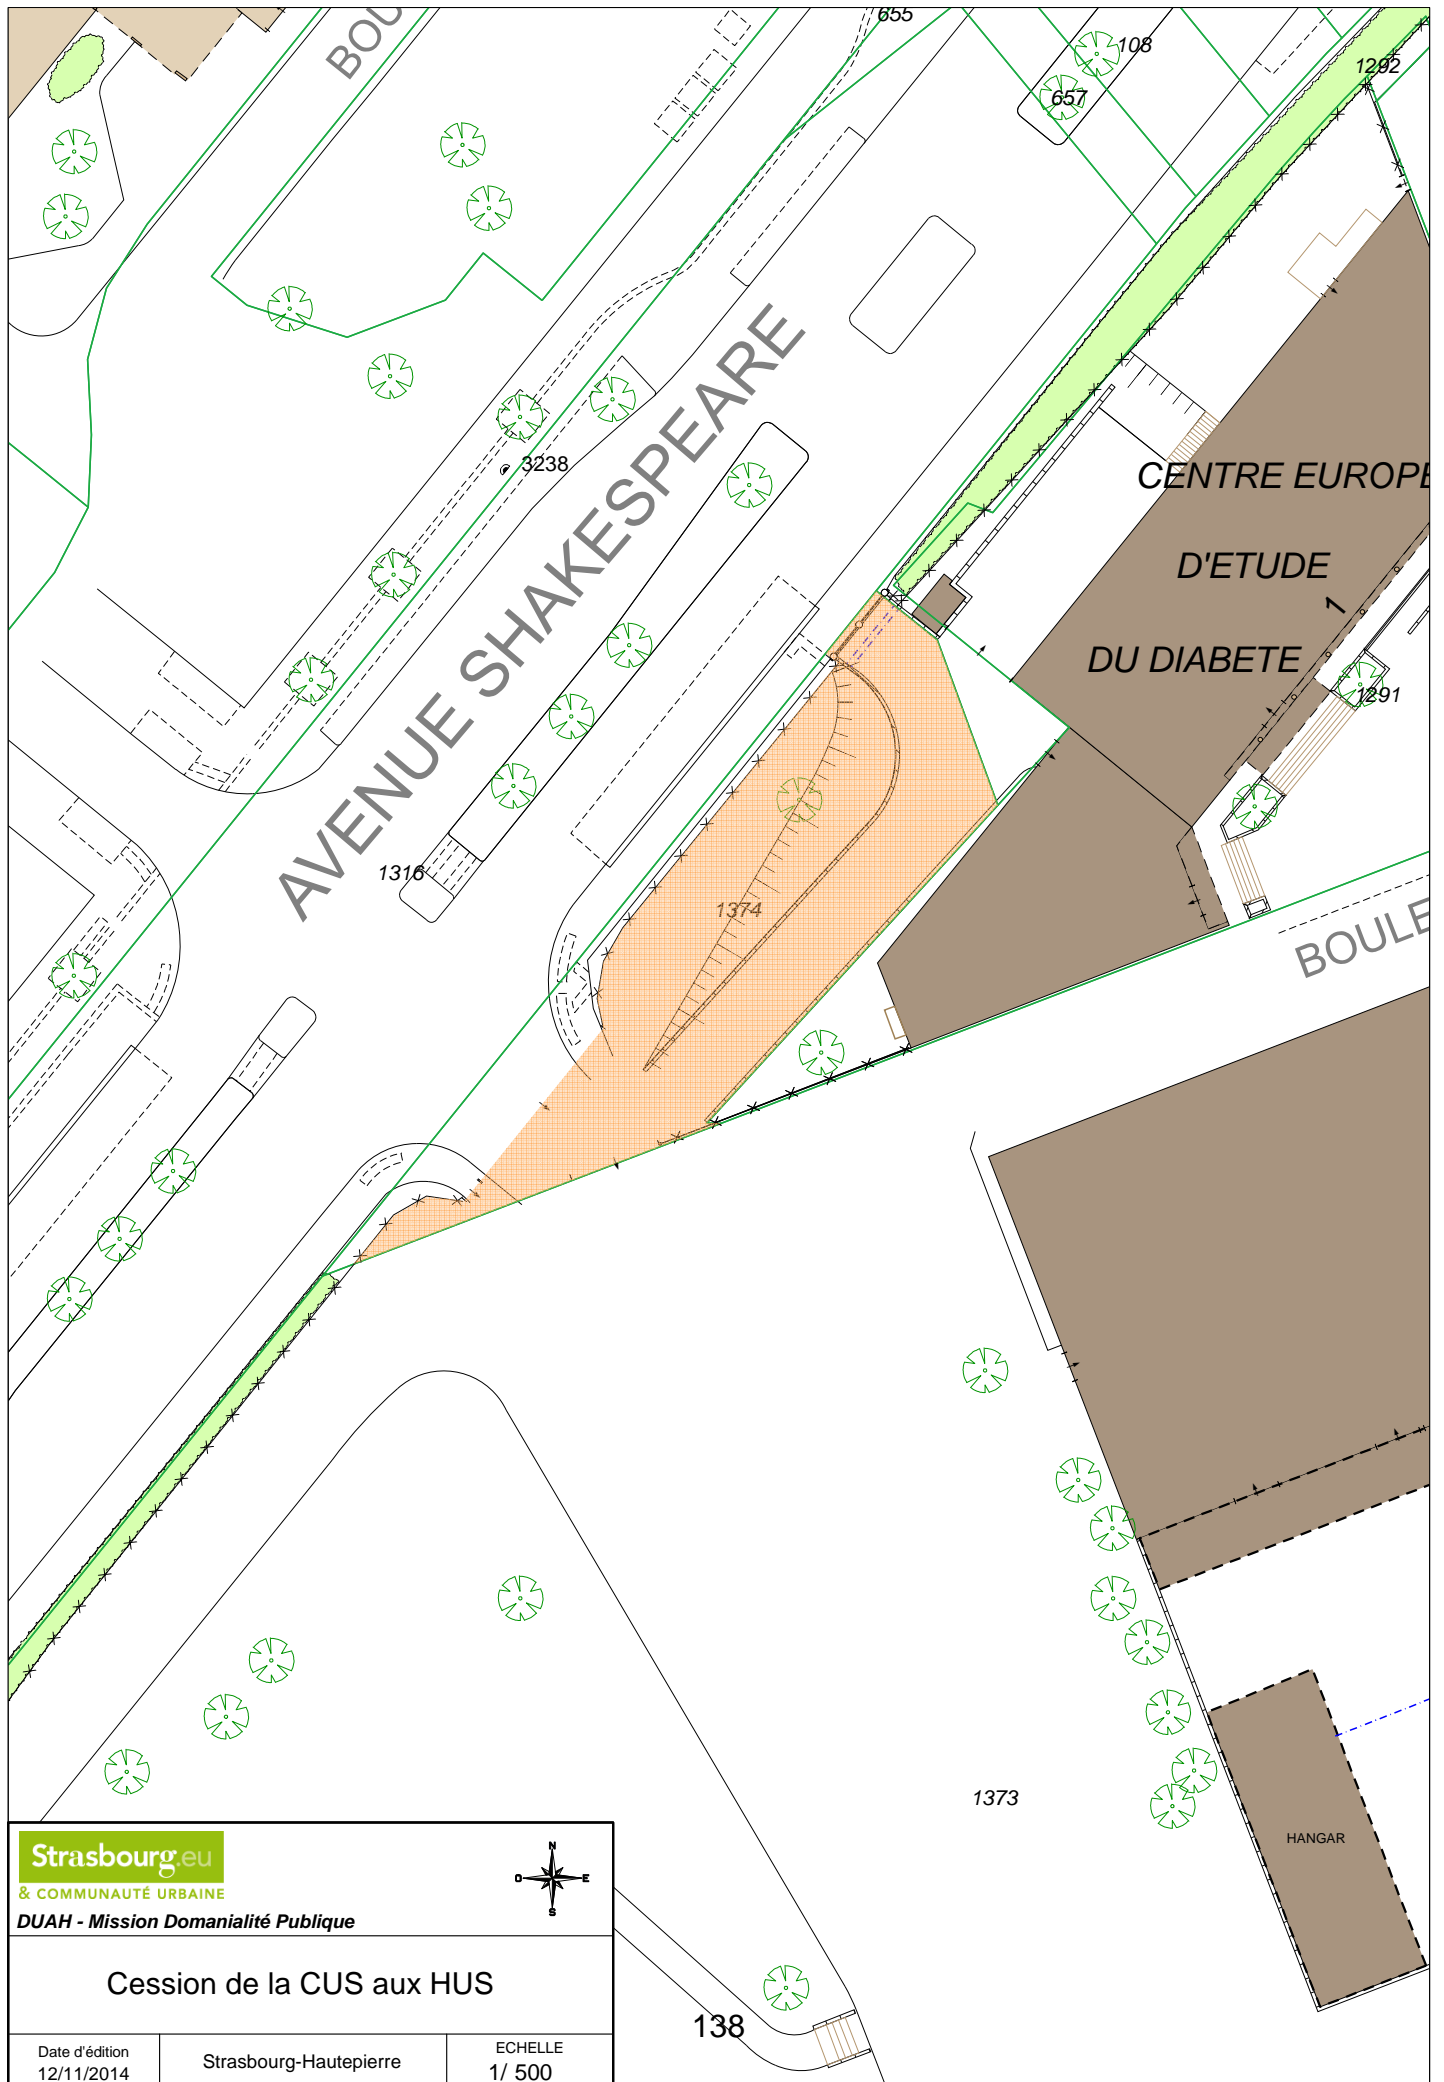 BOU
655
108
1292
657
3238
AVENUE SHAKESPEARE
CENTRE EUROPE
D'ETUDE
1
DU DIABETE
1291
1316
1374
BOULE
1373
HANGAR
138
Strasbourg.eu
& COMMUNAUTÉ URBAINE
N
O
E
S
DUAH - Mission Domanialité Publique
Cession de la CUS aux HUS
Date d'édition
12/11/2014
Strasbourg-Hautepierre
ECHELLE
1/ 500